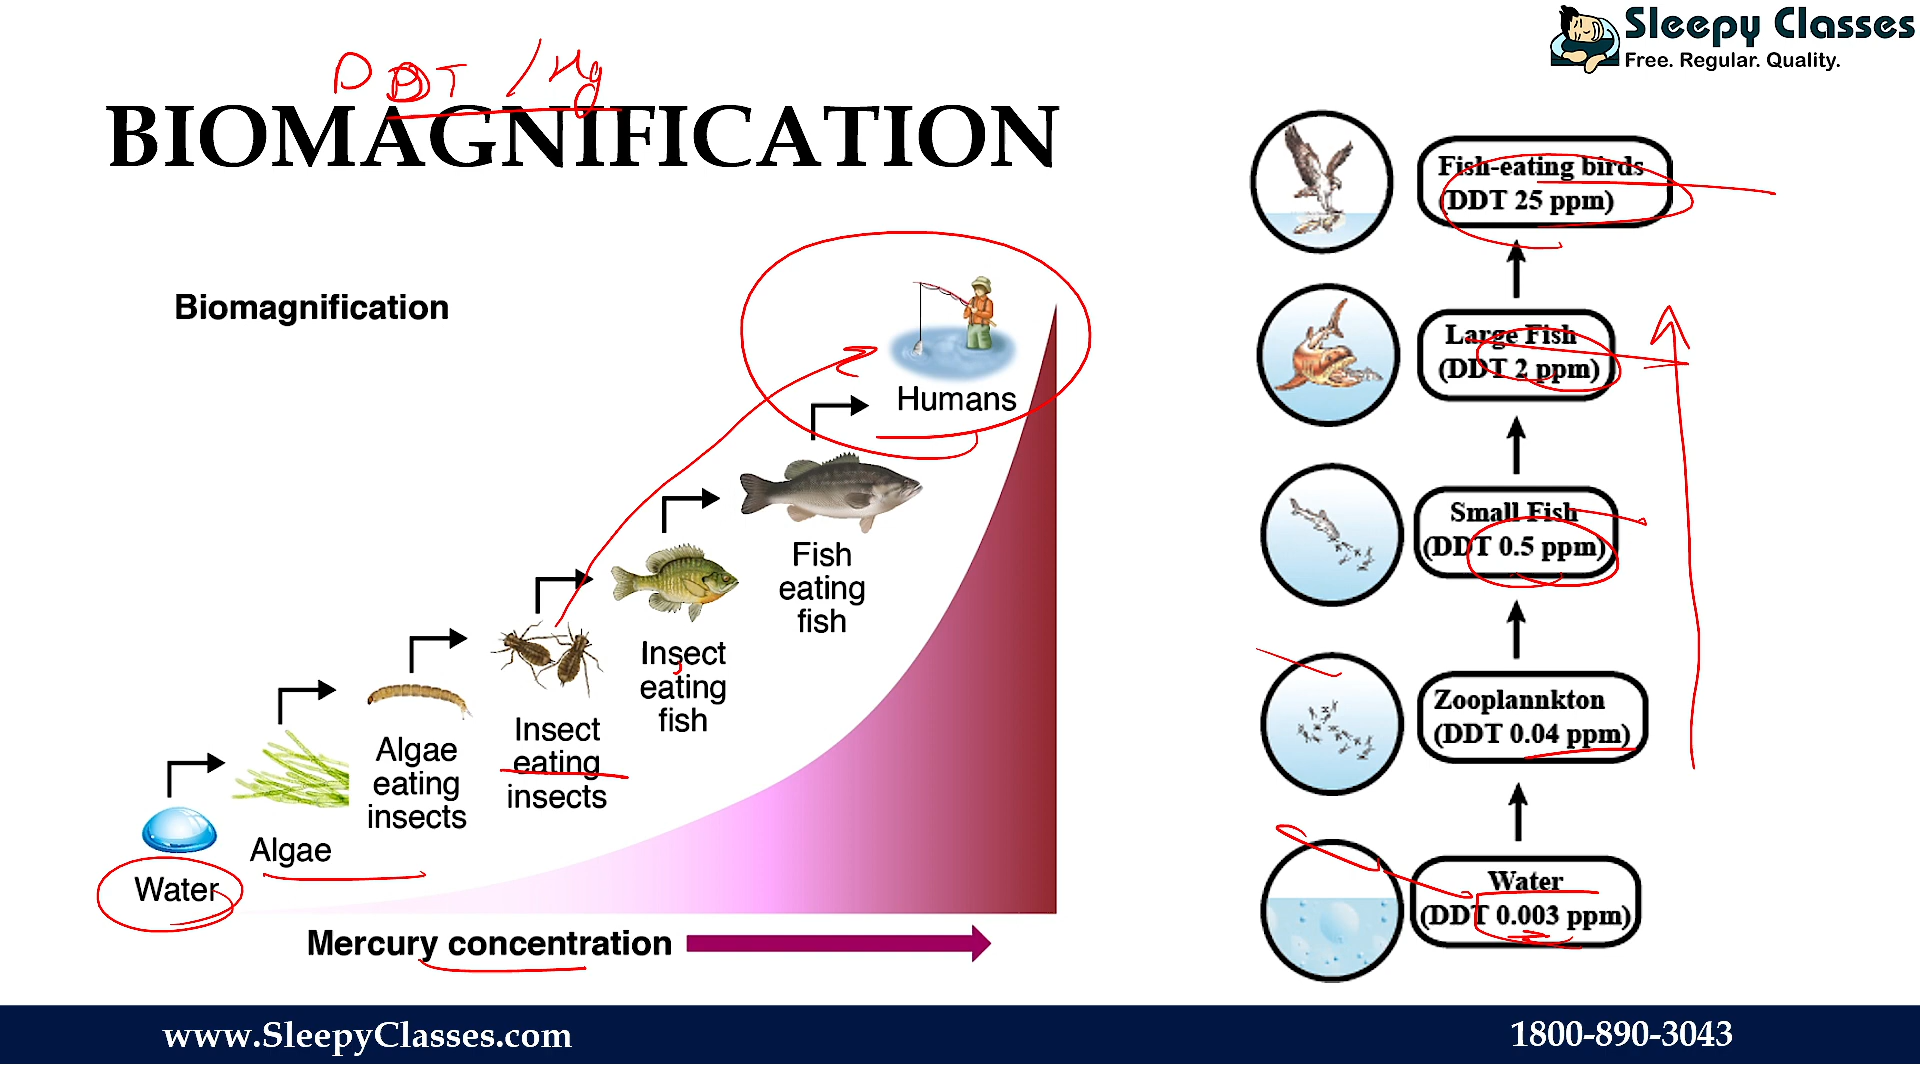 Sleepy Classes
Free. Regular. Quality.
DDT / Hg
BIOMAGNIFICATION
Biomagnification
Humans
Fish
eating
fish
Insect
eating
fish
Insect
eating
insects
Algae
eating
insects
Algae
Water
Mercury concentration
Fish-eating birds
(DDT 25 ppm)
Large Fish
(DDT 2 ppm)
Small Fish
(DDT 0.5 ppm)
Zooplannkton
(DDT 0.04 ppm)
Water
(DDT 0.003 ppm)
www.SleepyClasses.com
1800-890-3043